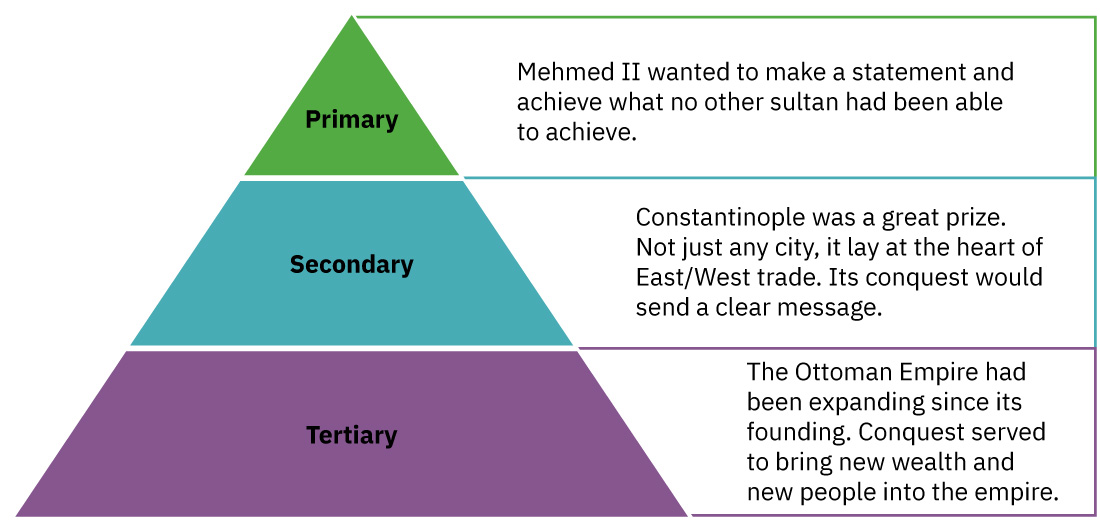 Primary
Mehmed II wanted to make a statement and
achieve what no other sultan had been able
to achieve.
Secondary
Constantinople was a great prize.
Not just any city, it lay at the heart of
East/West trade. Its conquest would
send a clear message.
Tertiary
The Ottoman Empire had
been expanding since its
founding. Conquest served
to bring new wealth and
new people into the empire.